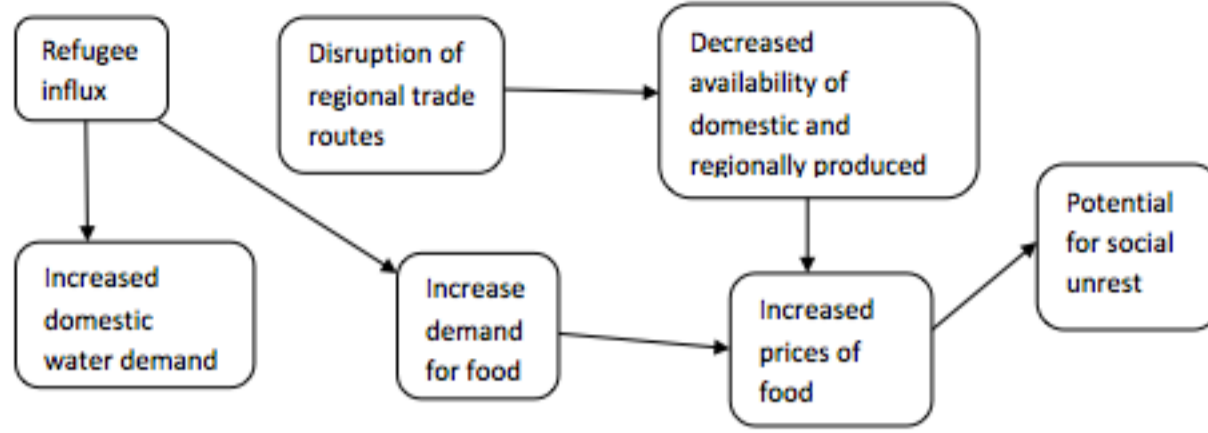 Refugee
influx
Disruption of
regional trade
routes
Decreased
availability of
domestic and
regionally produced
Potential
for social
unrest
Increased
domestic
water demand
Increase
demand
for food
Increased
prices of
food